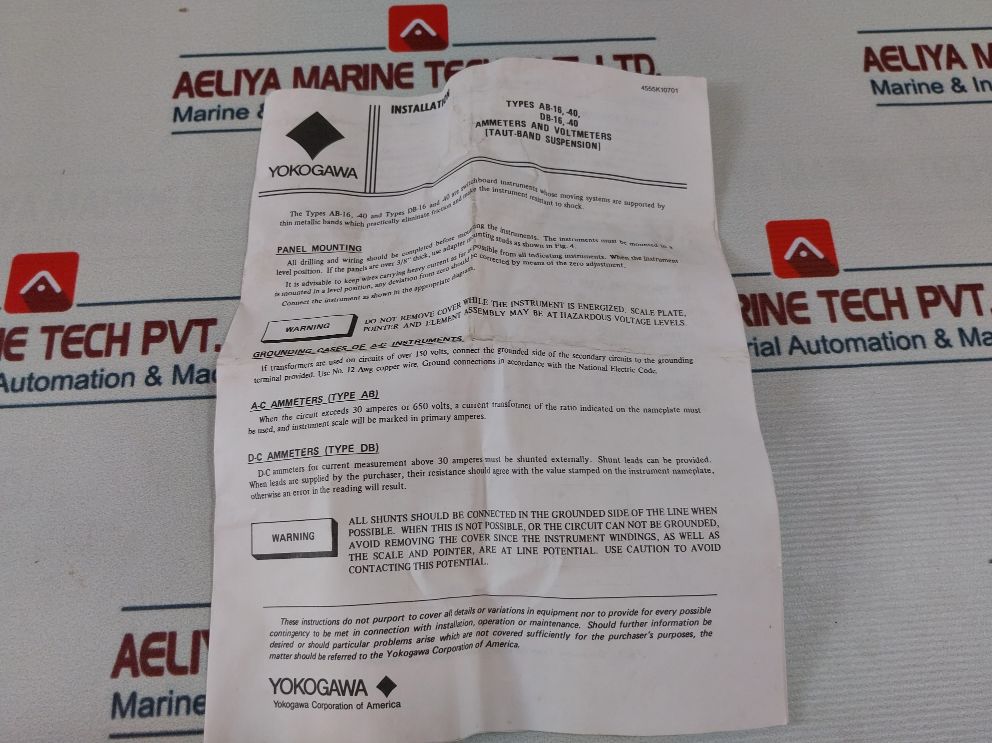 AELIYA MARINE TECH PVT. LTD.
Marine &
AELIYA M
Marine & In
4555K10701
INSTALLAT
TYPES AB-16, -40,
DB-16, -40
AMMETERS AND VOLTMETERS
[TAUT-BAND SUSPENSION]
YOKOGAWA
The Types AB-16, -40 and Types DB-16 and -40 are switchboard instruments whose moving systems are supported by
thin metallic bands which practically eliminate friction and make the instrument resistant to shock.
PANEL MOUNTING
All drilling and wiring should be completed before mounting the instruments. The instruments must be mounted in a
level position. If the panels are over 3/8" thick, use adapter mounting studs as shown in Fig. 4.
It is advisable to keep wires carrying heavy current as far as possible from all indicating instruments. When the instrument
is mounted in a level position, any deviation from zero should be corrected by means of the zero adjustment.
Connect the instrument as shown in the appropriate diagram.
WARNING
DO NOT REMOVE COVER WHILE THE INSTRUMENT IS ENERGIZED. SCALE PLATE,
POINTER AND ELEMENT ASSEMBLY MAY BE AT HAZARDOUS VOLTAGE LEVELS.
GROUNDING CASES OF A-C INSTRUMENTS
If transformers are used on circuits of over 150 volts, connect the grounded side of the secondary circuits to the grounding
terminal provided. Use No. 12 Awg copper wire. Ground connections in accordance with the National Electric Code.
A-C AMMETERS (TYPE AB)
When the circuit exceeds 30 amperes or 650 volts, a current transformer of the ratio indicated on the nameplate must
be used, and instrument scale will be marked in primary amperes.
D-C AMMETERS (TYPE DB)
D-C ammeters for current measurement above 30 amperes must be shunted externally. Shunt leads can be provided.
When leads are supplied by the purchaser, their resistance should agree with the value stamped on the instrument nameplate,
otherwise an error in the reading will result.
WARNING
ALL SHUNTS SHOULD BE CONNECTED IN THE GROUNDED SIDE OF THE LINE WHEN
POSSIBLE. WHEN THIS IS NOT POSSIBLE, OR THE CIRCUIT CAN NOT BE GROUNDED,
AVOID REMOVING THE COVER SINCE THE INSTRUMENT WINDINGS, AS WELL AS
THE SCALE AND POINTER, ARE AT LINE POTENTIAL. USE CAUTION TO AVOID
CONTACTING THIS POTENTIAL.
These instructions do not purport to cover all details or variations in equipment nor to provide for every possible
contingency to be met in connection with installation, operation or maintenance. Should further information be
desired or should particular problems arise which are not covered sufficiently for the purchaser's purposes, the
matter should be referred to the Yokogawa Corporation of America.
YOKOGAWA
Yokogawa Corporation of America
NE TECH PVT.
Automation & Ma
RINE TECH PVT.
rial Automation & Ma
AELI
Marine